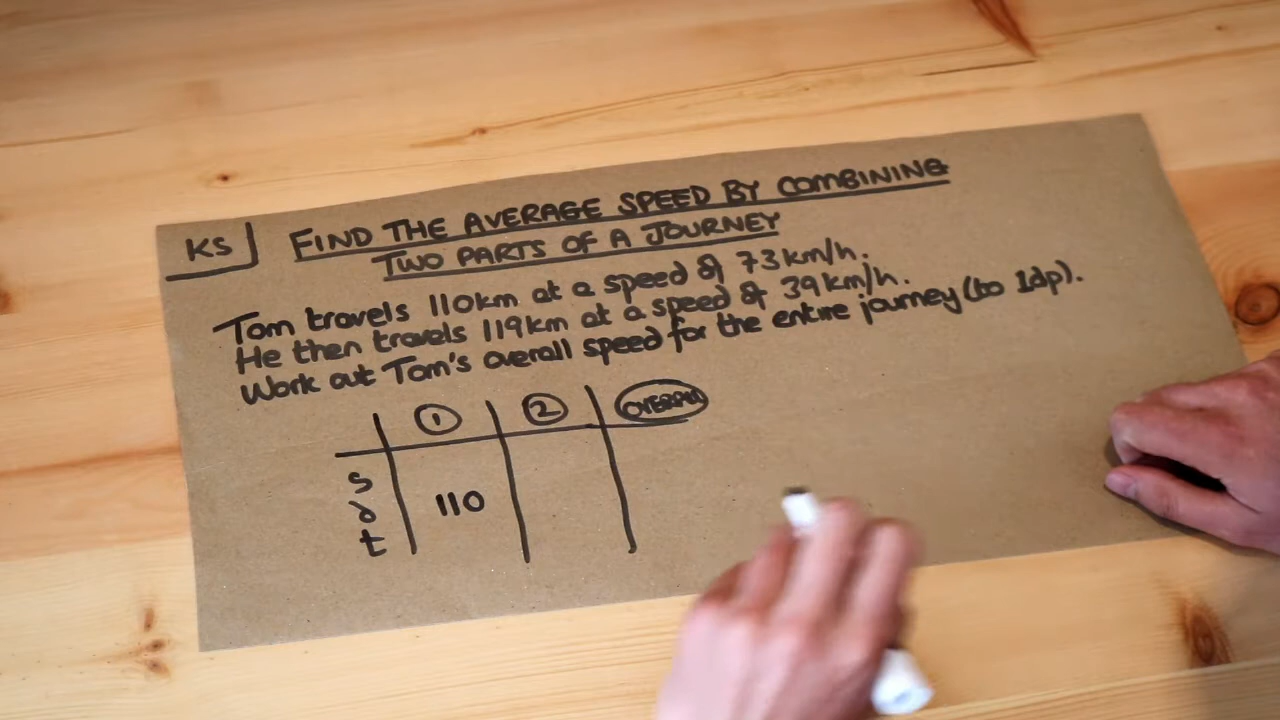 KS
FIND THE AVERAGE SPEED BY COMBINING
TWO PARTS OF A JOURNEY
Tom travels 110km at a speed of 73km/h.
He then travels 119km at a speed of 39km/h.
Work out Tom's overall speed for the entire journey (to 1dp).
① ② OVERALL
s
d 110
t